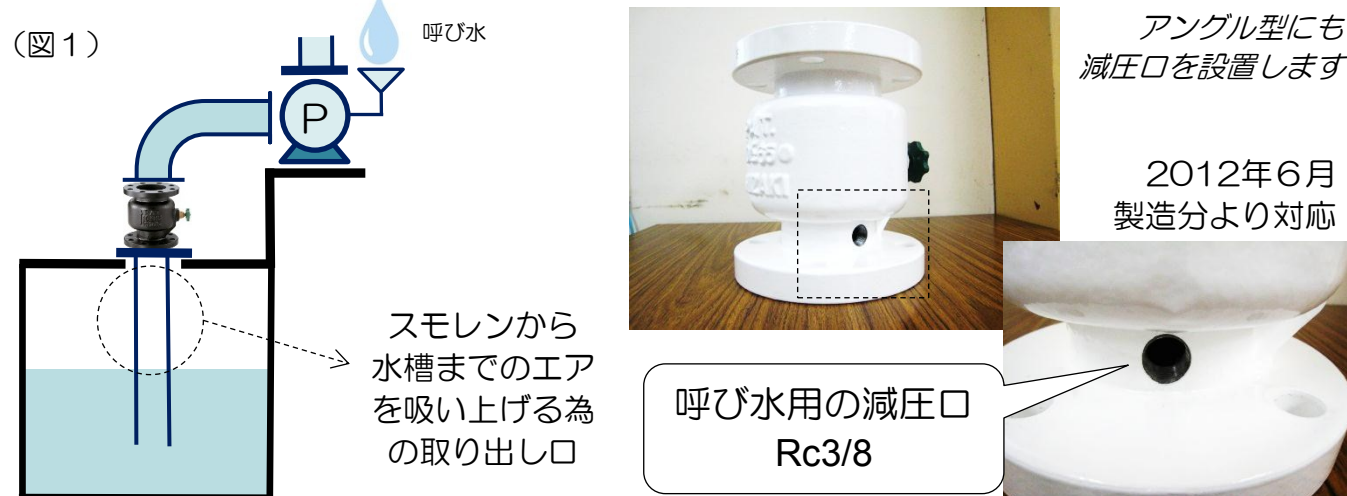 (図1)
呼び水
P
スモレンから
水槽までのエア
を吸い上げる為
の取り出し口
アングル型にも
減圧口を設置します
2012年6月
製造分より対応
呼び水用の減圧口
Rc3/8